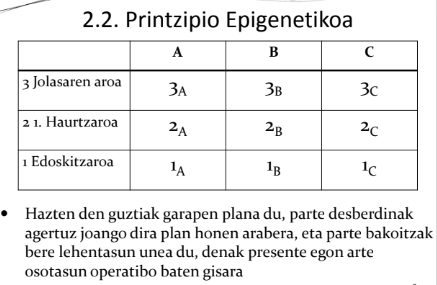 2.2. Printzipio Epigenetikoa
A B C
3 Jolasaren aroa 3A 3B 3C
2 1. Haurtzaroa 2A 2B 2C
1 Edoskitzaroa 1A 1B 1C
• Hazten den guztiak garapen plana du, parte desberdinak
agertuz joango dira plan honen arabera, eta parte bakoitzak
bere lehentasun unea du, denak presente egon arte
osotasun operatibo baten gisara